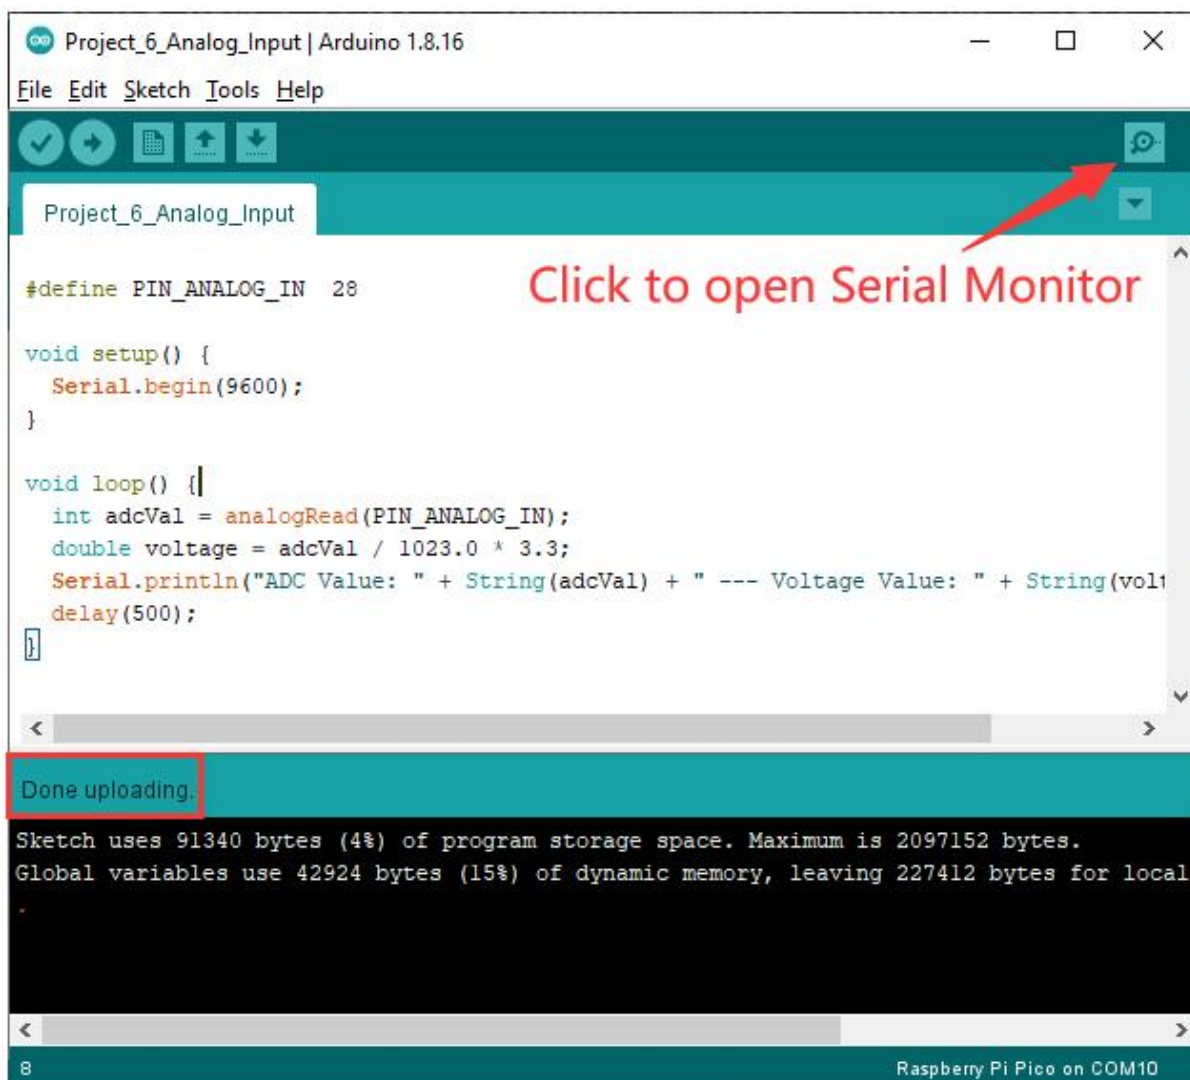 Project_6_Analog_Input | Arduino 1.8.16
File Edit Sketch Tools Help
Project_6_Analog_Input
Click to open Serial Monitor
#define PIN_ANALOG_IN  28
void setup() {
  Serial.begin(9600);
}
void loop() {
  int adcVal = analogRead(PIN_ANALOG_IN);
  double voltage = adcVal / 1023.0 * 3.3;
  Serial.println("ADC Value: " + String(adcVal) + " --- Voltage Value: " + String(volt
  delay(500);
}
Done uploading.
Sketch uses 91340 bytes (4%) of program storage space. Maximum is 2097152 bytes.
Global variables use 42924 bytes (15%) of dynamic memory, leaving 227412 bytes for local
.
8 Raspberry Pi Pico on COM10